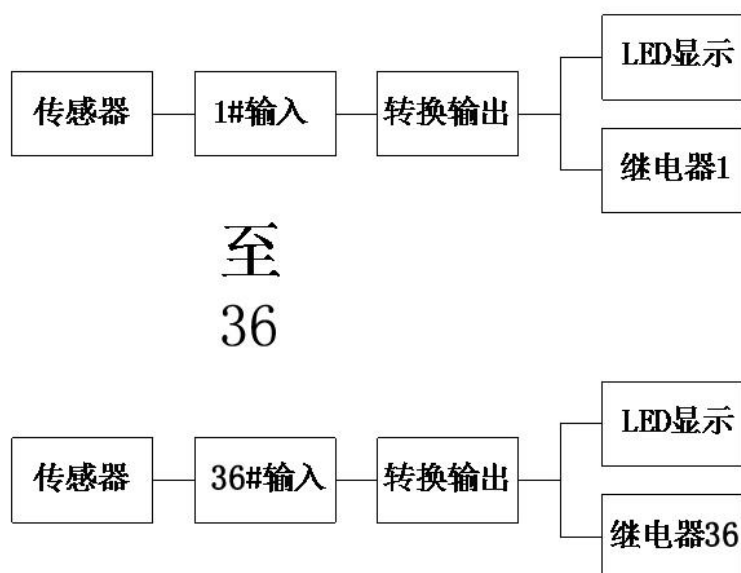 LED显示
传感器
1#输入
转换输出
继电器1
至
36
LED显示
传感器
36#输入
转换输出
继电器36